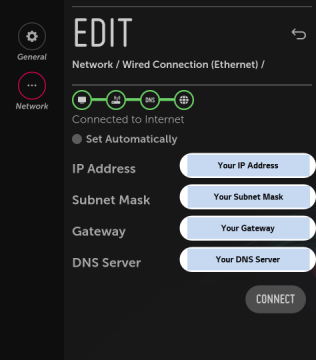 EDIT
General
Network / Wired Connection (Ethernet) /
Network
DNS
Connected to Internet
Set Automatically
IP Address
Your IP Address
Subnet Mask
Your Subnet Mask
Gateway
Your Gateway
DNS Server
Your DNS Server
CONNECT